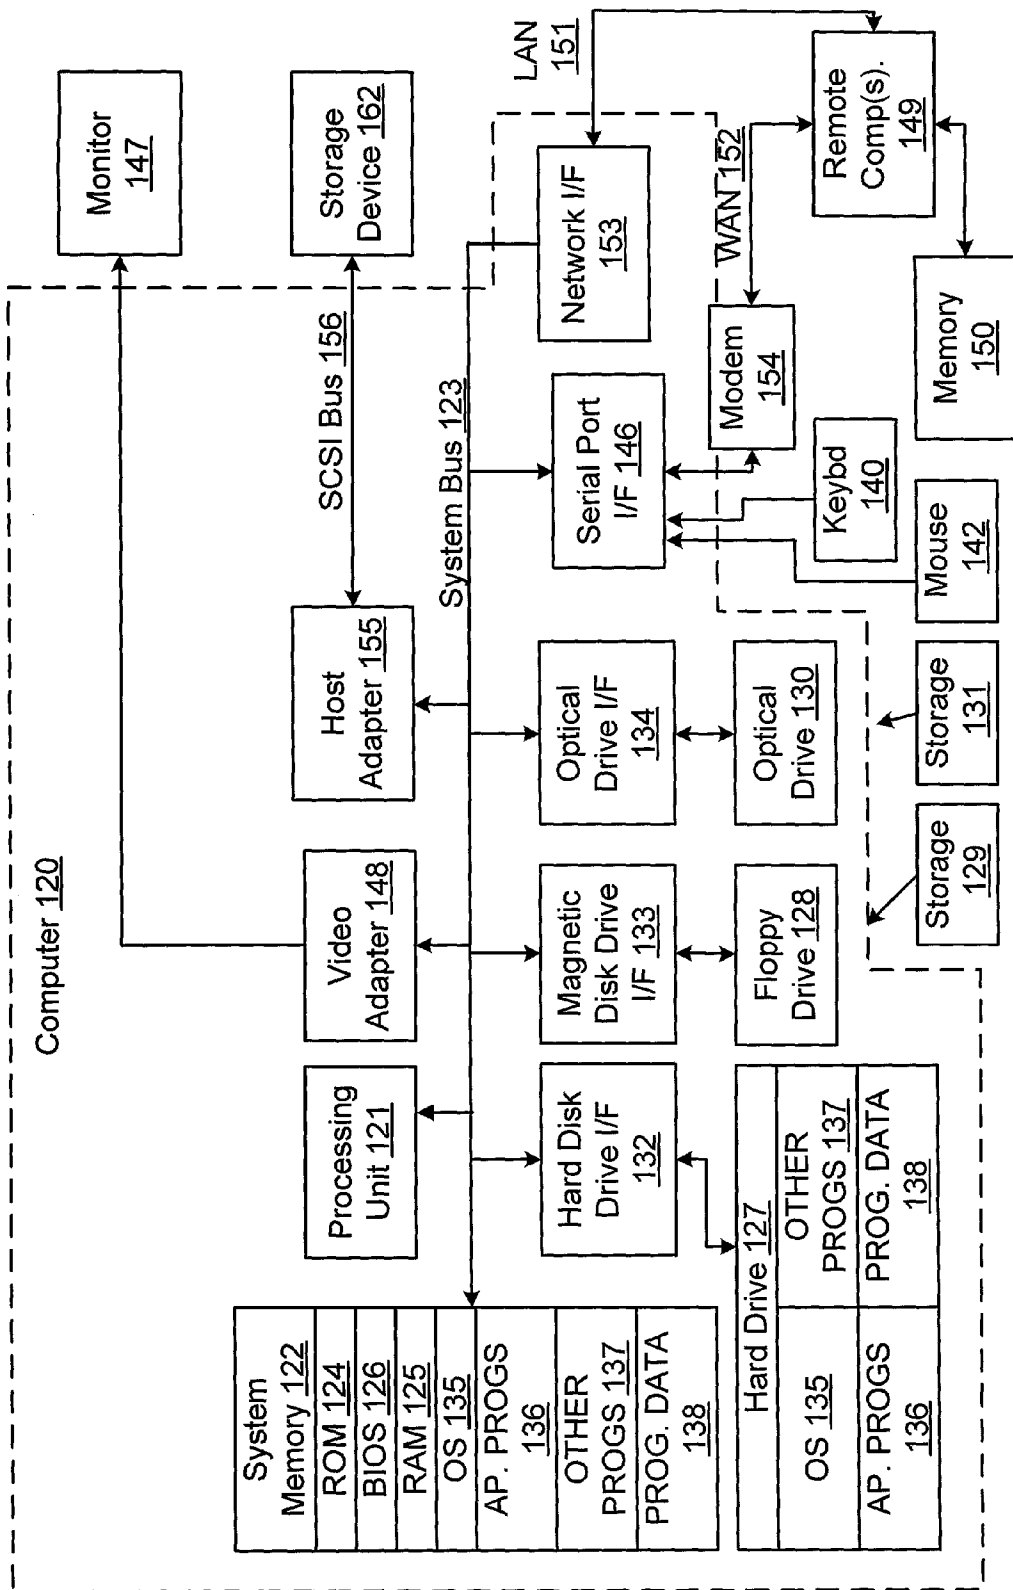 Computer 120
Monitor
147
Storage
Device 162
SCSI Bus 156
System Bus 123
Processing
Unit 121
Video
Adapter 148
Host
Adapter 155
System
Memory 122
ROM 124
BIOS 126
RAM 125
OS 135
AP. PROGS
136
OTHER
PROGS 137
PROG. DATA
138
Hard Disk
Drive I/F
132
Magnetic
Disk Drive
I/F 133
Optical
Drive I/F
134
Serial Port
I/F 146
Network I/F
153
LAN
151
Hard Drive 127
OS 135
OTHER
PROGS 137
AP. PROGS
136
PROG. DATA
138
Floppy
Drive 128
Optical
Drive 130
Modem
154
WAN 152
Remote
Comp(s).
149
Storage
129
Storage
131
Mouse
142
Keybd
140
Memory
150